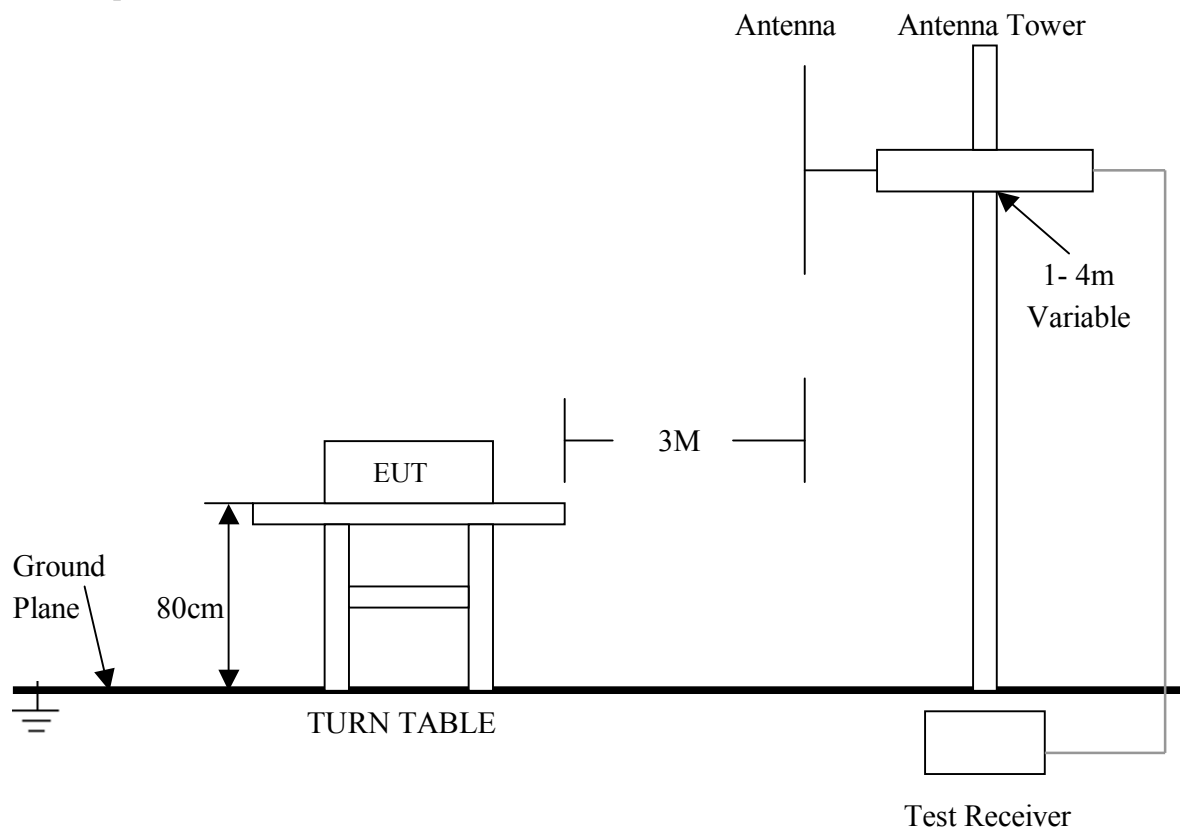 Antenna
Antenna Tower
1- 4m
Variable
3M
EUT
Ground
Plane
80cm
TURN TABLE
Test Receiver